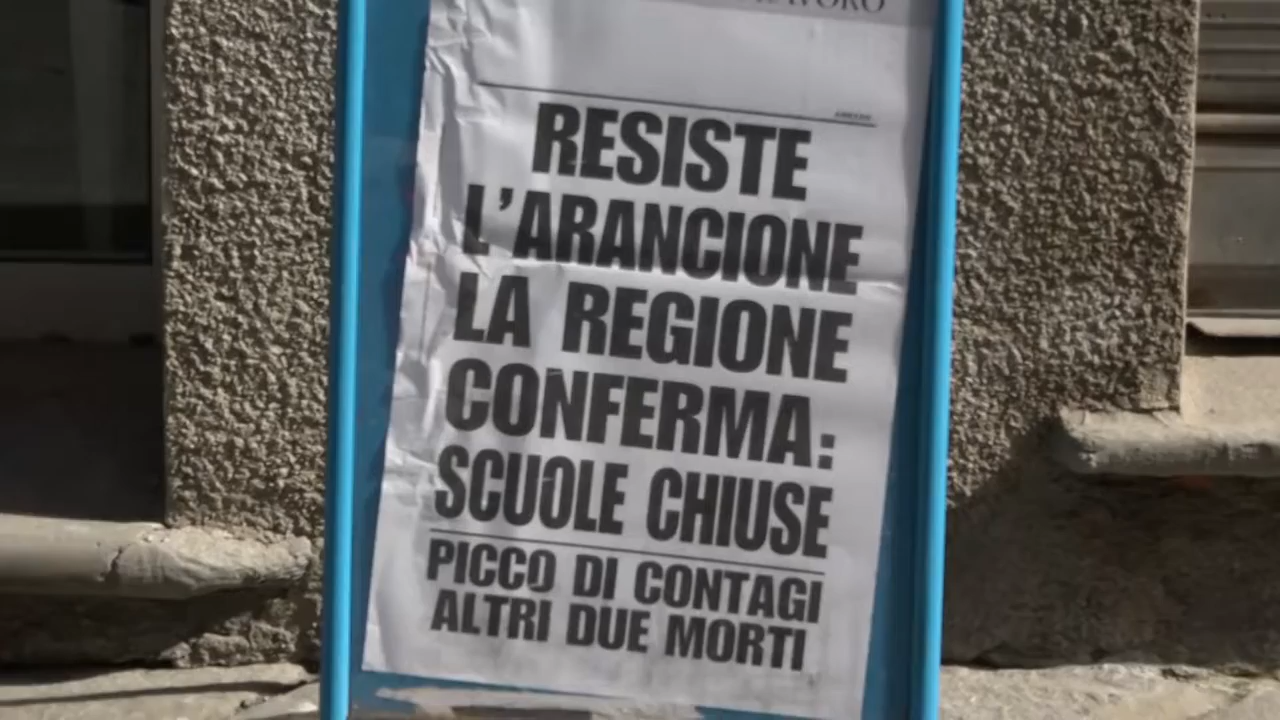 RESISTE
L'ARANCIONE
LA REGIONE
CONFERMA:
SCUOLE CHIUSE
PICCO DI CONTAGI
ALTRI DUE MORTI